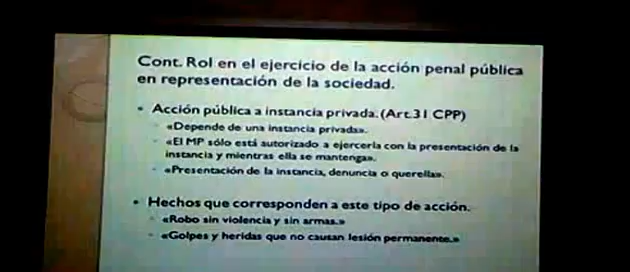 Cont. Rol en el ejercicio de la acción penal pública
en representación de la sociedad.
Acción pública a instancia privada. (Art.31 CPP)
«Depende de una instancia privada».
«El MP sólo está autorizado a ejercerla con la presentación de la
instancia y mientras ella se mantenga».
«Presentación de la instancia, denuncia o querella».
Hechos que corresponden a este tipo de acción.
«Robo sin violencia y sin armas.»
«Golpes y heridas que no causan lesión permanente.»